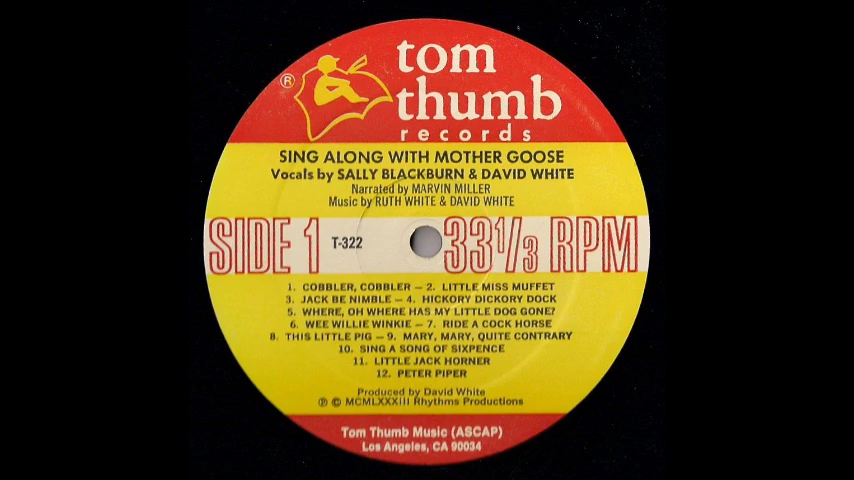 ®
tom
thumb
records
SING ALONG WITH MOTHER GOOSE
Vocals by SALLY BLACKBURN & DAVID WHITE
Narrated by MARVIN MILLER
Music by RUTH WHITE & DAVID WHITE
SIDE 1 T-322 33 1/3 RPM
1. COBBLER, COBBLER — 2. LITTLE MISS MUFFET
3. JACK BE NIMBLE — 4. HICKORY DICKORY DOCK
5. WHERE, OH WHERE HAS MY LITTLE DOG GONE?
6. WEE WILLIE WINKIE — 7. RIDE A COCK HORSE
8. THIS LITTLE PIG — 9. MARY, MARY, QUITE CONTRARY
10. SING A SONG OF SIXPENCE
11. LITTLE JACK HORNER
12. PETER PIPER
Produced by David White
℗ © MCMLXXXIII Rhythms Productions
Tom Thumb Music (ASCAP)
Los Angeles, CA 90034